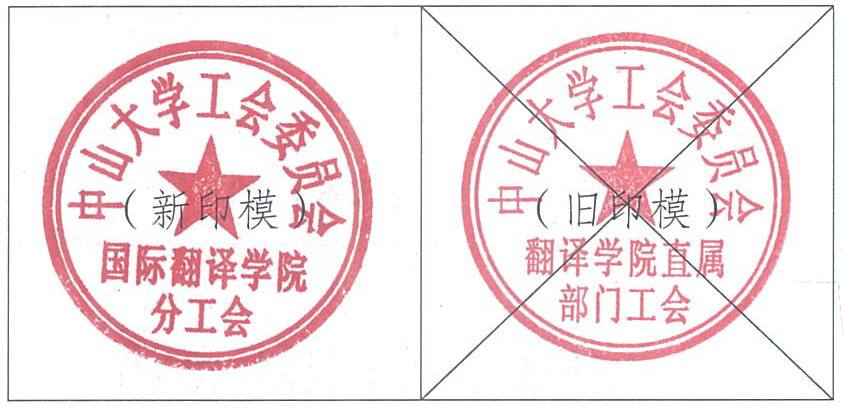 中山大学工会委员会
（新印模）
国际翻译学院
分工会
中山大学工会委员会
（旧印模）
翻译学院直属
部门工会